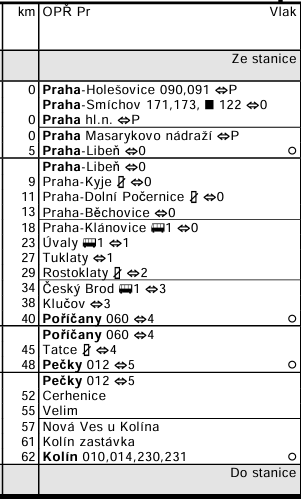 km OPŘ Pr Vlak
Ze stanice
0 Praha-Holešovice 090,091 ⇔P
Praha-Smíchov 171,173, ■ 122 ⇔0
0 Praha hl.n. ⇔P
0 Praha Masarykovo nádraží ⇔P
5 Praha-Libeň ⇔0
Praha-Libeň ⇔0
9 Praha-Kyje ⇔0
11 Praha-Dolní Počernice ⇔0
13 Praha-Běchovice ⇔0
18 Praha-Klánovice 1 ⇔0
23 Úvaly 1 ⇔1
27 Tuklaty ⇔1
29 Rostoklaty ⇔2
34 Český Brod 1 ⇔3
38 Klučov ⇔3
40 Poříčany 060 ⇔4
Poříčany 060 ⇔4
45 Tatce ⇔4
48 Pečky 012 ⇔5
Pečky 012 ⇔5
52 Cerhenice
55 Velim
57 Nová Ves u Kolína
61 Kolín zastávka
62 Kolín 010,014,230,231
Do stanice